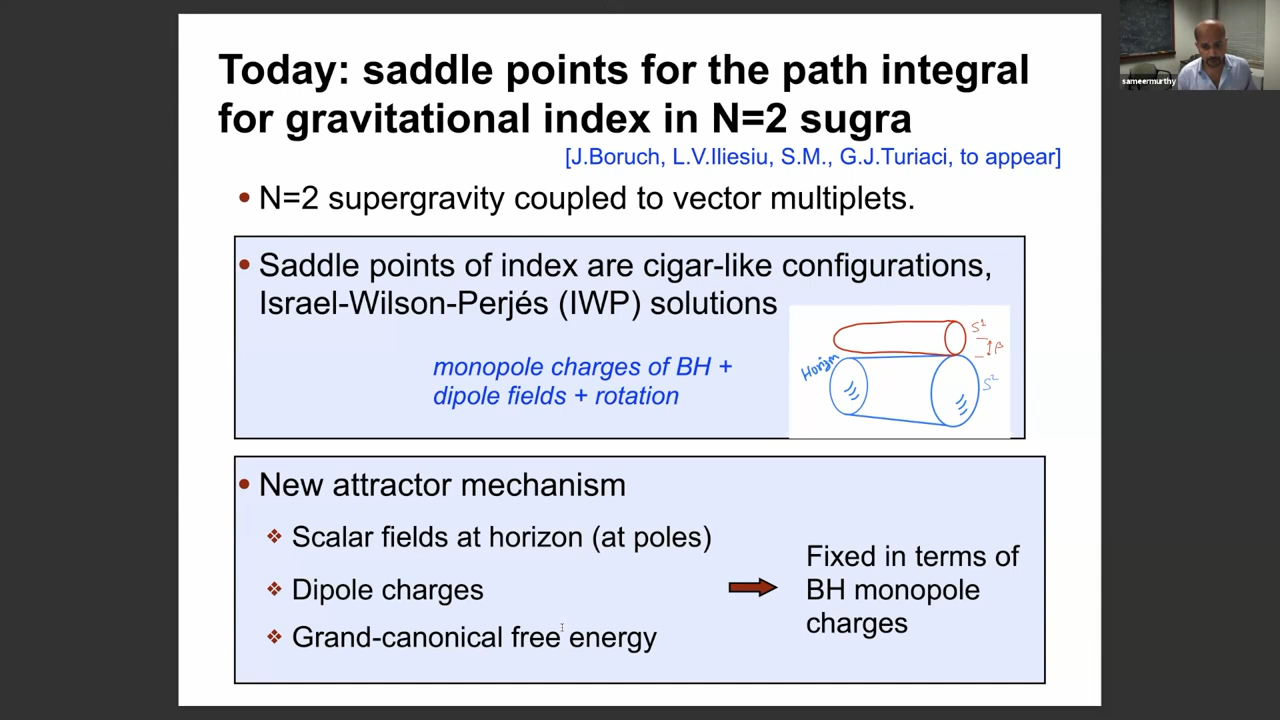 Today: saddle points for the path integral
for gravitational index in N=2 sugra
[J.Boruch, L.V.Iliesiu, S.M., G.J.Turiaci, to appear]
• N=2 supergravity coupled to vector multiplets.
• Saddle points of index are cigar-like configurations,
Israel-Wilson-Perjés (IWP) solutions
monopole charges of BH +
dipole fields + rotation
Horizon
S¹
β
S²
• New attractor mechanism
❖ Scalar fields at horizon (at poles)
❖ Dipole charges
❖ Grand-canonical free energy
Fixed in terms of
BH monopole
charges
sameermurthy